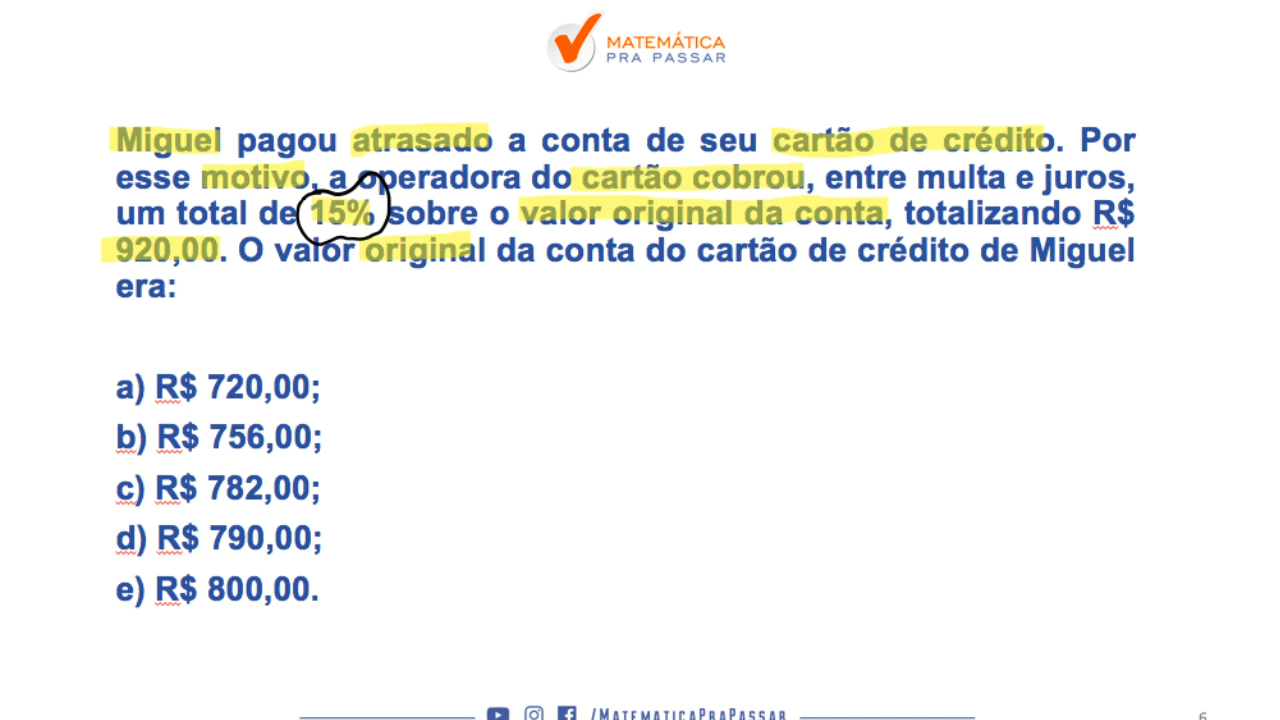 MATEMÁTICA
PRA PASSAR
Miguel pagou atrasado a conta de seu cartão de crédito. Por
esse motivo, a operadora do cartão cobrou, entre multa e juros,
um total de 15% sobre o valor original da conta, totalizando R$
920,00. O valor original da conta do cartão de crédito de Miguel
era:
a) R$ 720,00;
b) R$ 756,00;
c) R$ 782,00;
d) R$ 790,00;
e) R$ 800,00.
/MATEMATICAPRAPASSAR
6